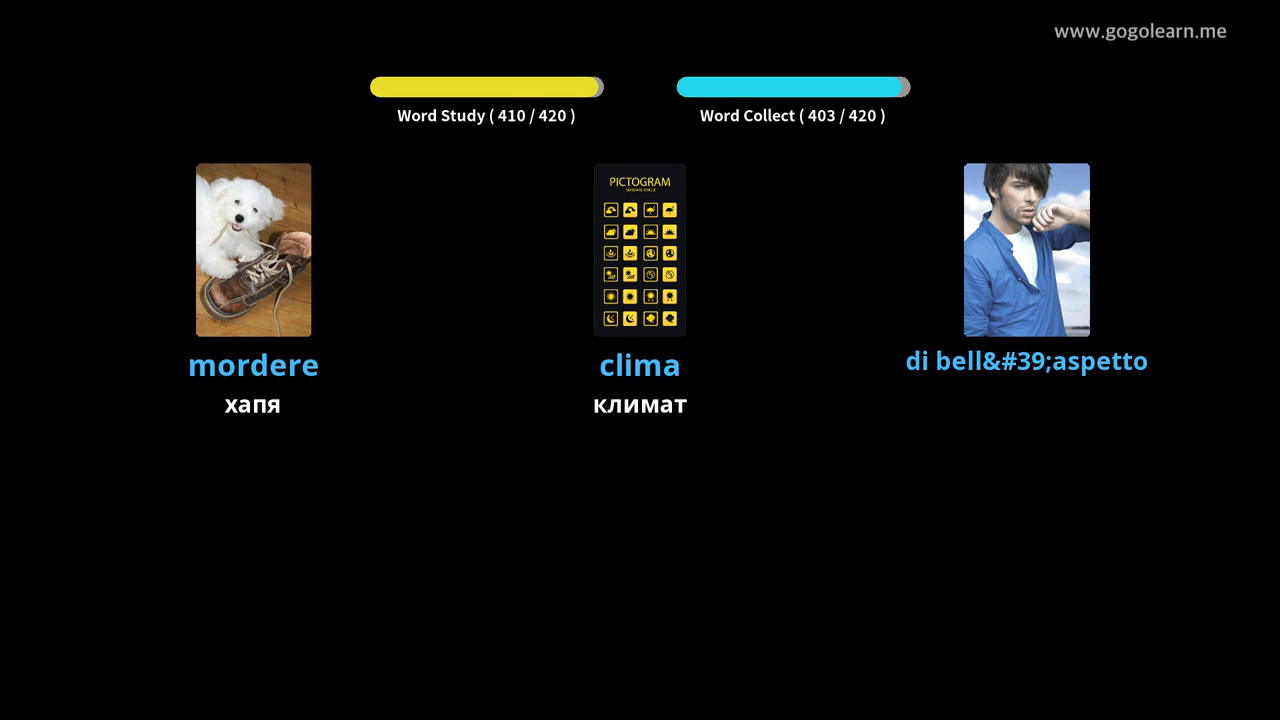 www.gogolearn.me
Word Study ( 410 / 420 )
Word Collect ( 403 / 420 )
PICTOGRAM
mordere
clima
di bell&#39;aspetto
хапя
климат